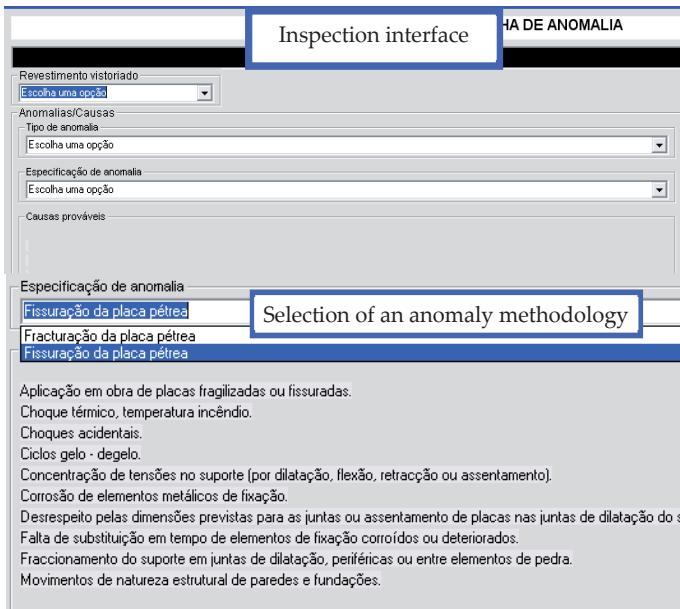 HA DE ANOMALIA
Inspection interface
Revestimento vistoriado
Escolha uma opção
Anomalias/Causas
Tipo de anomalia
Escolha uma opção
Especificação de anomalia
Escolha uma opção
Causas prováveis
Especificação de anomalia
Fissuração da placa pétrea
Selection of an anomaly methodology
Fracturação da placa pétrea
Fissuração da placa pétrea
Aplicação em obra de placas fragilizadas ou fissuradas.
Choque térmico, temperatura incêndio.
Choques acidentais.
Ciclos gelo - degelo.
Concentração de tensões no suporte (por dilatação, flexão, retracção ou assentamento).
Corrosão de elementos metálicos de fixação.
Desrespeito pelas dimensões previstas para as juntas ou assentamento de placas nas juntas de dilatação do s
Falta de substituição em tempo de elementos de fixação corroídos ou deteriorados.
Fraccionamento do suporte em juntas de dilatação, periféricas ou entre elementos de pedra.
Movimentos de natureza estrutural de paredes e fundações.